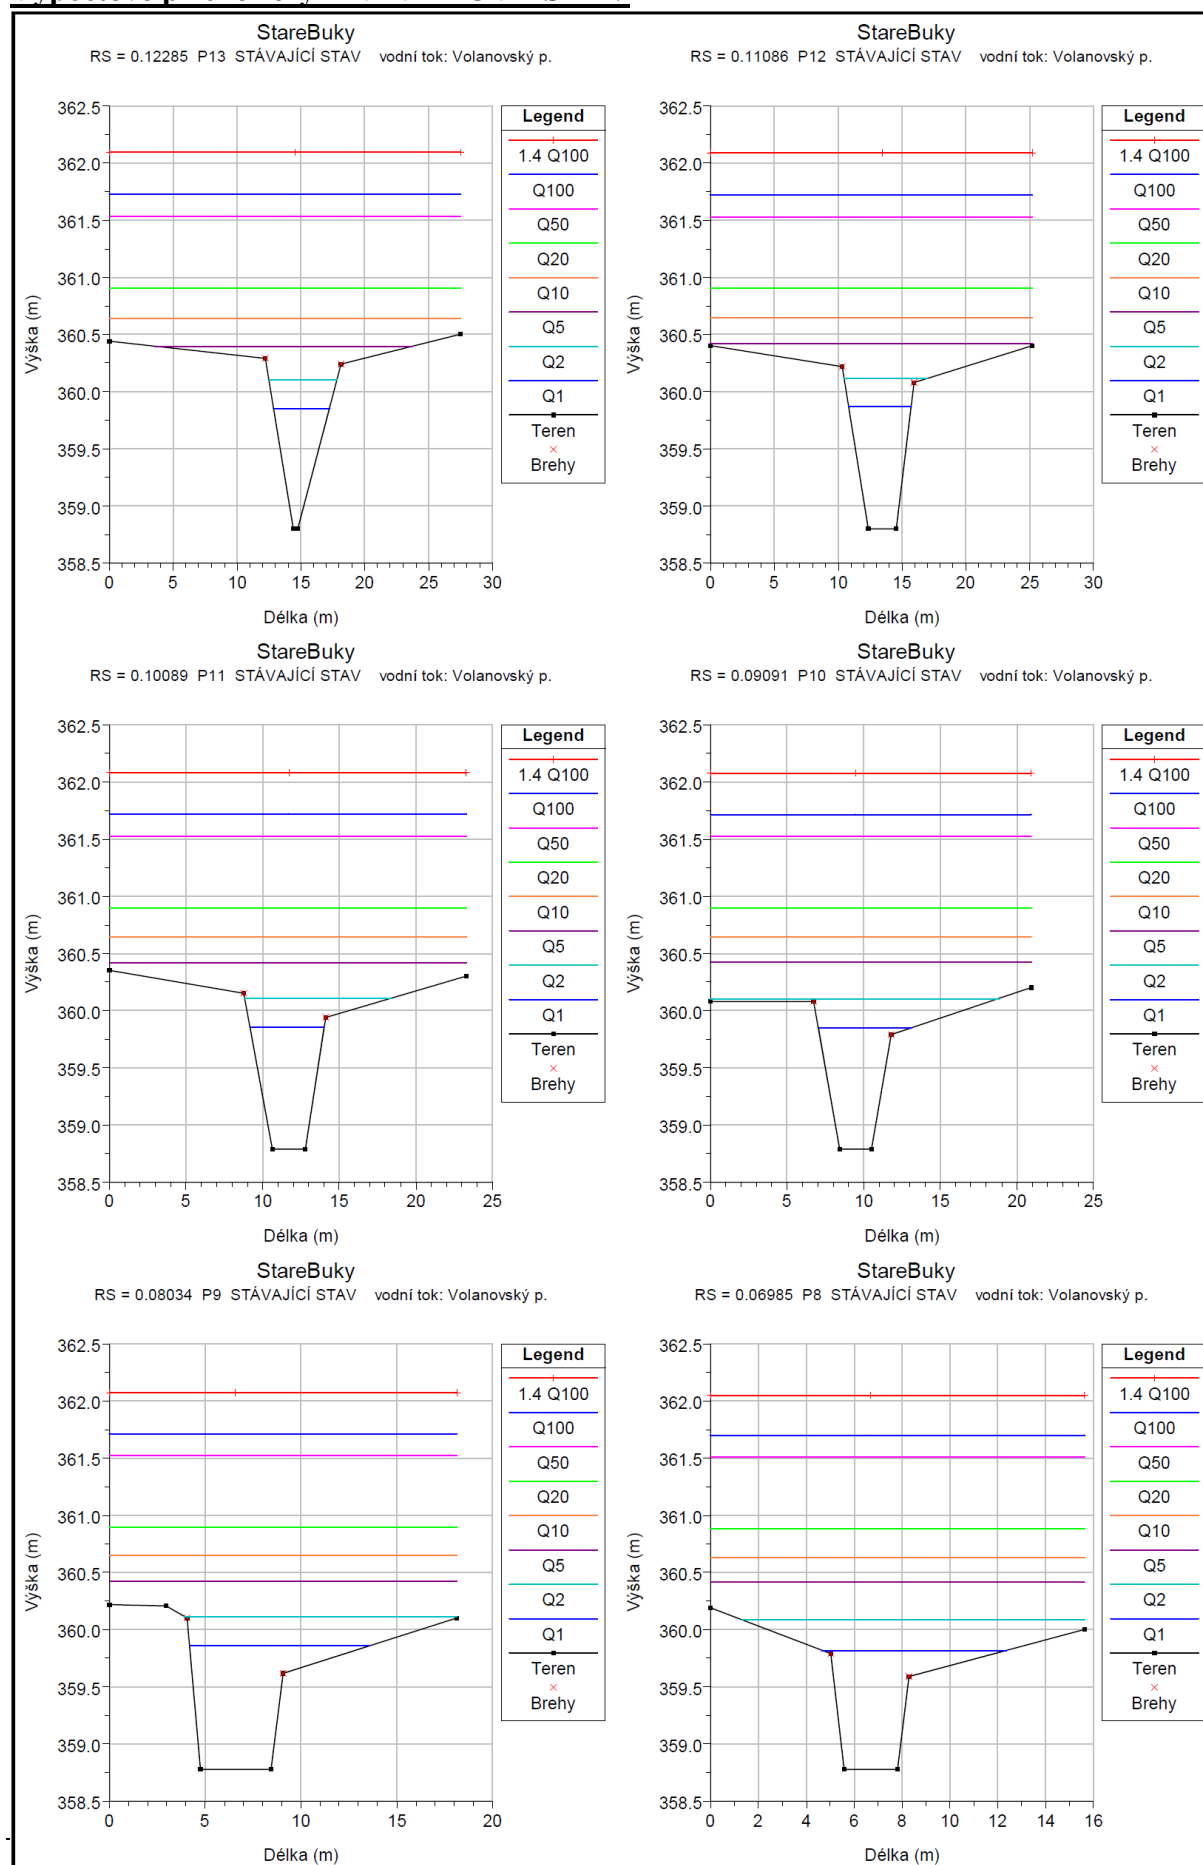 StareBuky
RS = 0.12285 P13 STÁVAJÍCÍ STAV vodní tok: Volanovský p.
362.5
362.0
361.5
361.0
360.5
360.0
359.5
359.0
358.5
0 5 10 15 20 25 30
Výška (m)
Délka (m)
Legend
1.4 Q100
Q100
Q50
Q20
Q10
Q5
Q2
Q1
Teren
Brehy
StareBuky
RS = 0.11086 P12 STÁVAJÍCÍ STAV vodní tok: Volanovský p.
362.5
362.0
361.5
361.0
360.5
360.0
359.5
359.0
358.5
0 5 10 15 20 25 30
Výška (m)
Délka (m)
Legend
1.4 Q100
Q100
Q50
Q20
Q10
Q5
Q2
Q1
Teren
Brehy
StareBuky
RS = 0.10089 P11 STÁVAJÍCÍ STAV vodní tok: Volanovský p.
362.5
362.0
361.5
361.0
360.5
360.0
359.5
359.0
358.5
0 5 10 15 20 25
Výška (m)
Délka (m)
Legend
1.4 Q100
Q100
Q50
Q20
Q10
Q5
Q2
Q1
Teren
Brehy
StareBuky
RS = 0.09091 P10 STÁVAJÍCÍ STAV vodní tok: Volanovský p.
362.5
362.0
361.5
361.0
360.5
360.0
359.5
359.0
358.5
0 5 10 15 20 25
Výška (m)
Délka (m)
Legend
1.4 Q100
Q100
Q50
Q20
Q10
Q5
Q2
Q1
Teren
Brehy
StareBuky
RS = 0.08034 P9 STÁVAJÍCÍ STAV vodní tok: Volanovský p.
362.5
362.0
361.5
361.0
360.5
360.0
359.5
359.0
358.5
0 5 10 15 20
Výška (m)
Délka (m)
Legend
1.4 Q100
Q100
Q50
Q20
Q10
Q5
Q2
Q1
Teren
Brehy
StareBuky
RS = 0.06985 P8 STÁVAJÍCÍ STAV vodní tok: Volanovský p.
362.5
362.0
361.5
361.0
360.5
360.0
359.5
359.0
358.5
0 2 4 6 8 10 12 14 16
Výška (m)
Délka (m)
Legend
1.4 Q100
Q100
Q50
Q20
Q10
Q5
Q2
Q1
Teren
Brehy